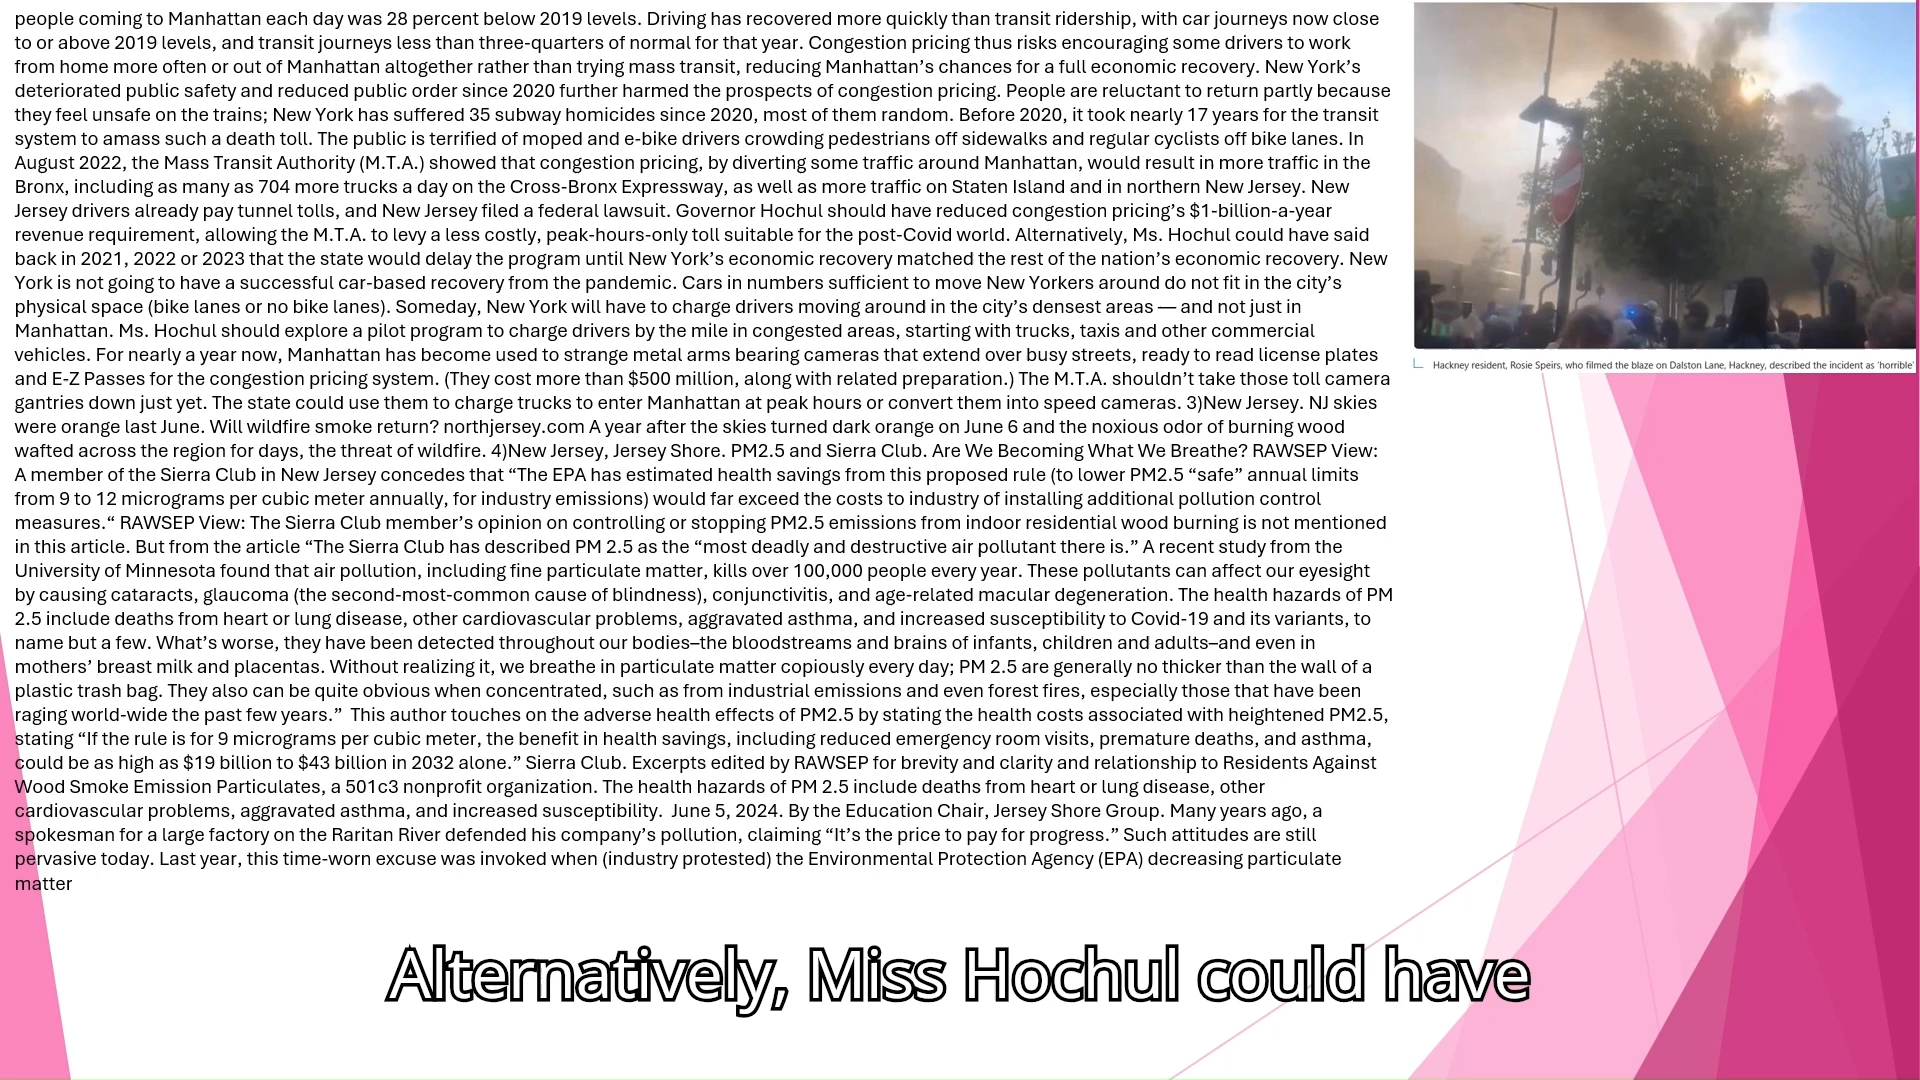 people coming to Manhattan each day was 28 percent below 2019 levels. Driving has recovered more quickly than transit ridership, with car journeys now close
to or above 2019 levels, and transit journeys less than three-quarters of normal for that year. Congestion pricing thus risks encouraging some drivers to work
from home more often or out of Manhattan altogether rather than trying mass transit, reducing Manhattan’s chances for a full economic recovery. New York’s
deteriorated public safety and reduced public order since 2020 further harmed the prospects of congestion pricing. People are reluctant to return partly because
they feel unsafe on the trains; New York has suffered 35 subway homicides since 2020, most of them random. Before 2020, it took nearly 17 years for the transit
system to amass such a death toll. The public is terrified of moped and e-bike drivers crowding pedestrians off sidewalks and regular cyclists off bike lanes. In
August 2022, the Mass Transit Authority (M.T.A.) showed that congestion pricing, by diverting some traffic around Manhattan, would result in more traffic in the
Bronx, including as many as 704 more trucks a day on the Cross-Bronx Expressway, as well as more traffic on Staten Island and in northern New Jersey. New
Jersey drivers already pay tunnel tolls, and New Jersey filed a federal lawsuit. Governor Hochul should have reduced congestion pricing’s $1-billion-a-year
revenue requirement, allowing the M.T.A. to levy a less costly, peak-hours-only toll suitable for the post-Covid world. Alternatively, Ms. Hochul could have said
back in 2021, 2022 or 2023 that the state would delay the program until New York’s economic recovery matched the rest of the nation’s economic recovery. New
York is not going to have a successful car-based recovery from the pandemic. Cars in numbers sufficient to move New Yorkers around do not fit in the city’s
physical space (bike lanes or no bike lanes). Someday, New York will have to charge drivers moving around in the city’s densest areas — and not just in
Manhattan. Ms. Hochul should explore a pilot program to charge drivers by the mile in congested areas, starting with trucks, taxis and other commercial
vehicles. For nearly a year now, Manhattan has become used to strange metal arms bearing cameras that extend over busy streets, ready to read license plates
and E-Z Passes for the congestion pricing system. (They cost more than $500 million, along with related preparation.) The M.T.A. shouldn’t take those toll camera
gantries down just yet. The state could use them to charge trucks to enter Manhattan at peak hours or convert them into speed cameras. 3)New Jersey. NJ skies
were orange last June. Will wildfire smoke return? northjersey.com A year after the skies turned dark orange on June 6 and the noxious odor of burning wood
wafted across the region for days, the threat of wildfire. 4)New Jersey, Jersey Shore. PM2.5 and Sierra Club. Are We Becoming What We Breathe? RAWSEP View:
A member of the Sierra Club in New Jersey concedes that “The EPA has estimated health savings from this proposed rule (to lower PM2.5 “safe” annual limits
from 9 to 12 micrograms per cubic meter annually, for industry emissions) would far exceed the costs to industry of installing additional pollution control
measures.“ RAWSEP View: The Sierra Club member’s opinion on controlling or stopping PM2.5 emissions from indoor residential wood burning is not mentioned
in this article. But from the article “The Sierra Club has described PM 2.5 as the “most deadly and destructive air pollutant there is.” A recent study from the
University of Minnesota found that air pollution, including fine particulate matter, kills over 100,000 people every year. These pollutants can affect our eyesight
by causing cataracts, glaucoma (the second-most-common cause of blindness), conjunctivitis, and age-related macular degeneration. The health hazards of PM
2.5 include deaths from heart or lung disease, other cardiovascular problems, aggravated asthma, and increased susceptibility to Covid-19 and its variants, to
name but a few. What’s worse, they have been detected throughout our bodies–the bloodstreams and brains of infants, children and adults–and even in
mothers’ breast milk and placentas. Without realizing it, we breathe in particulate matter copiously every day; PM 2.5 are generally no thicker than the wall of a
plastic trash bag. They also can be quite obvious when concentrated, such as from industrial emissions and even forest fires, especially those that have been
raging world-wide the past few years.”  This author touches on the adverse health effects of PM2.5 by stating the health costs associated with heightened PM2.5,
stating “If the rule is for 9 micrograms per cubic meter, the benefit in health savings, including reduced emergency room visits, premature deaths, and asthma,
could be as high as $19 billion to $43 billion in 2032 alone.” Sierra Club. Excerpts edited by RAWSEP for brevity and clarity and relationship to Residents Against
Wood Smoke Emission Particulates, a 501c3 nonprofit organization. The health hazards of PM 2.5 include deaths from heart or lung disease, other
cardiovascular problems, aggravated asthma, and increased susceptibility.  June 5, 2024. By the Education Chair, Jersey Shore Group. Many years ago, a
spokesman for a large factory on the Raritan River defended his company’s pollution, claiming “It’s the price to pay for progress.” Such attitudes are still
pervasive today. Last year, this time-worn excuse was invoked when (industry protested) the Environmental Protection Agency (EPA) decreasing particulate
matter
Hackney resident, Rosie Speirs, who filmed the blaze on Dalston Lane, Hackney, described the incident as 'horrible'
Alternatively, Miss Hochul could have